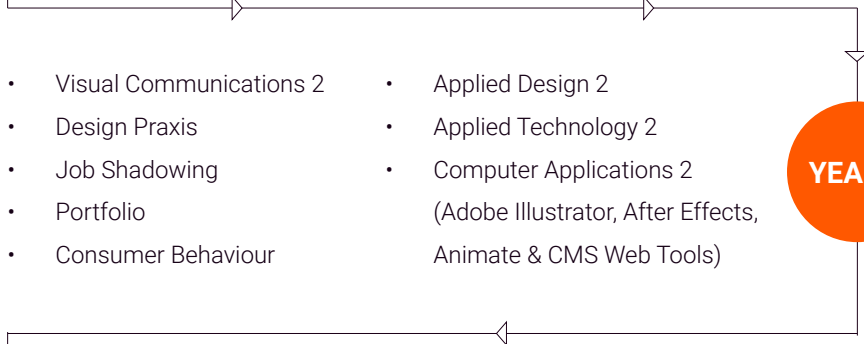 • Visual Communications 2
• Design Praxis
• Job Shadowing
• Portfolio
• Consumer Behaviour
• Applied Design 2
• Applied Technology 2
• Computer Applications 2
(Adobe Illustrator, After Effects,
Animate & CMS Web Tools)
YEA